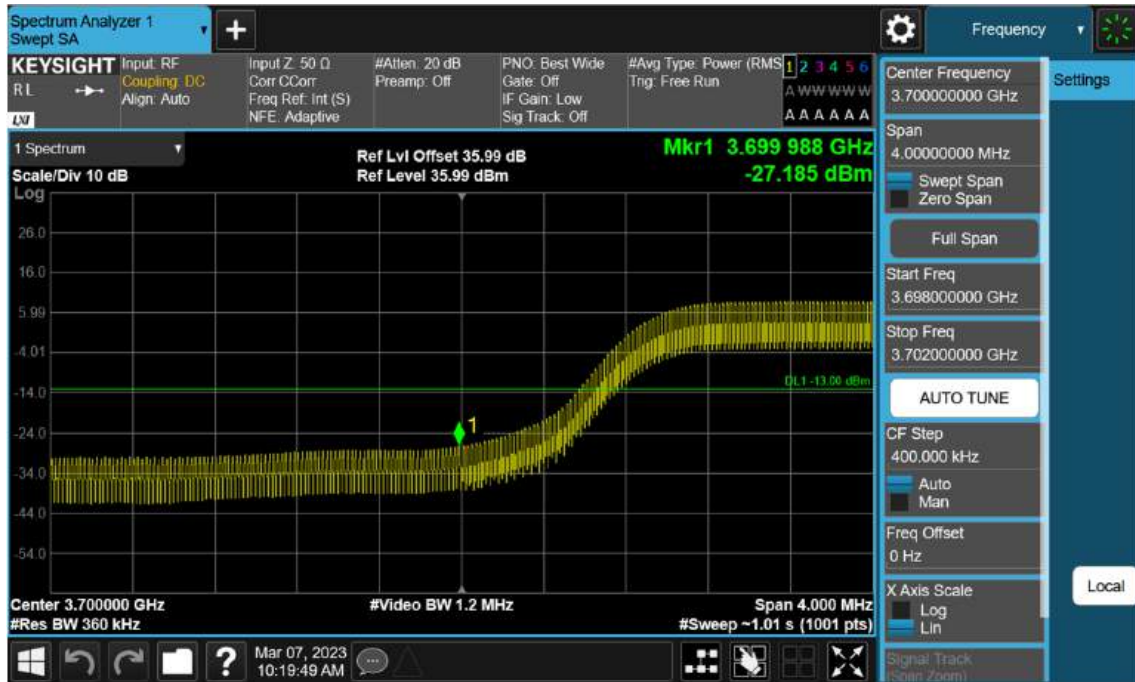 Spectrum Analyzer 1
Swept SA
Frequency
KEYSIGHT
RL
LXI
Input: RF
Coupling: DC
Align: Auto
Input Z: 50 Ω
Corr CCorr
Freq Ref: Int (S)
NFE: Adaptive
#Atten: 20 dB
Preamp: Off
PNO: Best Wide
Gate: Off
IF Gain: Low
Sig Track: Off
#Avg Type: Power (RMS
Trig: Free Run
1 2 3 4 5 6
A W W W W W
A A A A A A
1 Spectrum
Scale/Div 10 dB
Ref Lvl Offset 35.99 dB
Ref Level 35.99 dBm
Mkr1 3.699 988 GHz
-27.185 dBm
Log
26.0
16.0
5.99
-4.01
-14.0
-24.0
-34.0
-44.0
-54.0
DL1 -13.00 dBm
1
Center 3.700000 GHz
#Res BW 360 kHz
#Video BW 1.2 MHz
Span 4.000 MHz
#Sweep ~1.01 s (1001 pts)
Mar 07, 2023
10:19:49 AM
Center Frequency
3.700000000 GHz
Span
4.00000000 MHz
Swept Span
Zero Span
Full Span
Start Freq
3.698000000 GHz
Stop Freq
3.702000000 GHz
AUTO TUNE
CF Step
400.000 kHz
Auto
Man
Freq Offset
0 Hz
X Axis Scale
Log
Lin
Signal Track
(Span Zoom)
Settings
Local